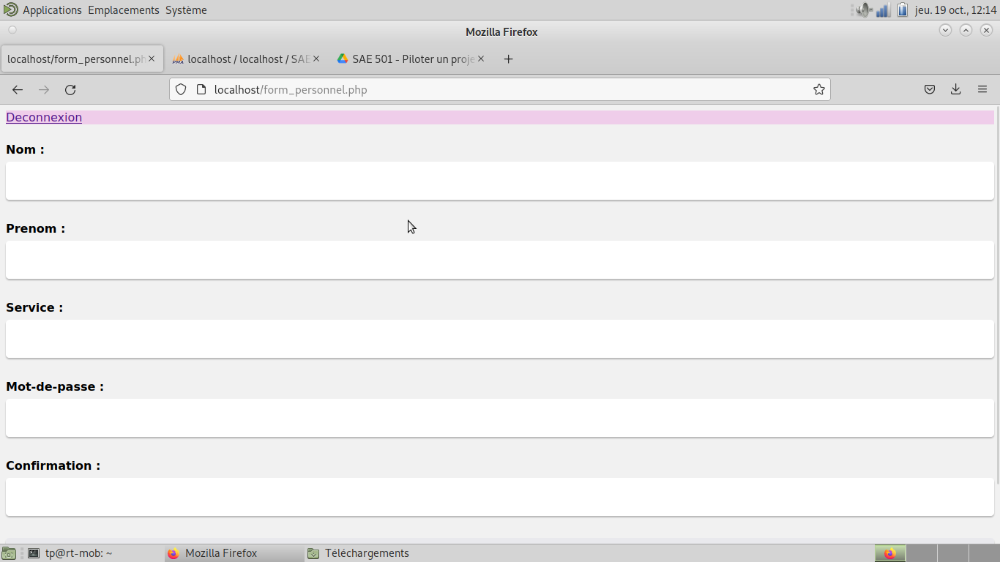 Applications Emplacements Système jeu. 19 oct., 12:14
Mozilla Firefox
localhost/form_personnel.ph localhost / localhost / SAE SAE 501 - Piloter un proje
localhost/form_personnel.php
Deconnexion
Nom :
Prenom :
Service :
Mot-de-passe :
Confirmation :
tp@rt-mob: ~ Mozilla Firefox Téléchargements